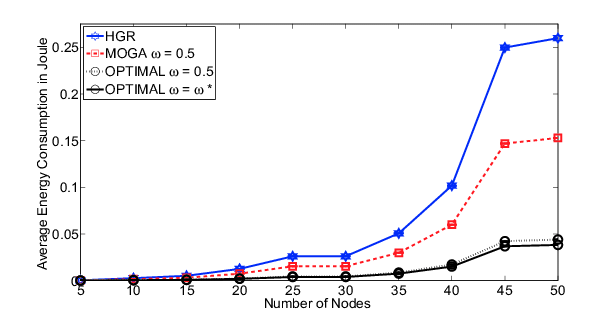 HGR
MOGA ω = 0.5
OPTIMAL ω = 0.5
OPTIMAL ω = ω *
Average Energy Consumption in Joule
0.25
0.2
0.15
0.1
0.05
0
5 10 15 20 25 30 35 40 45 50
Number of Nodes